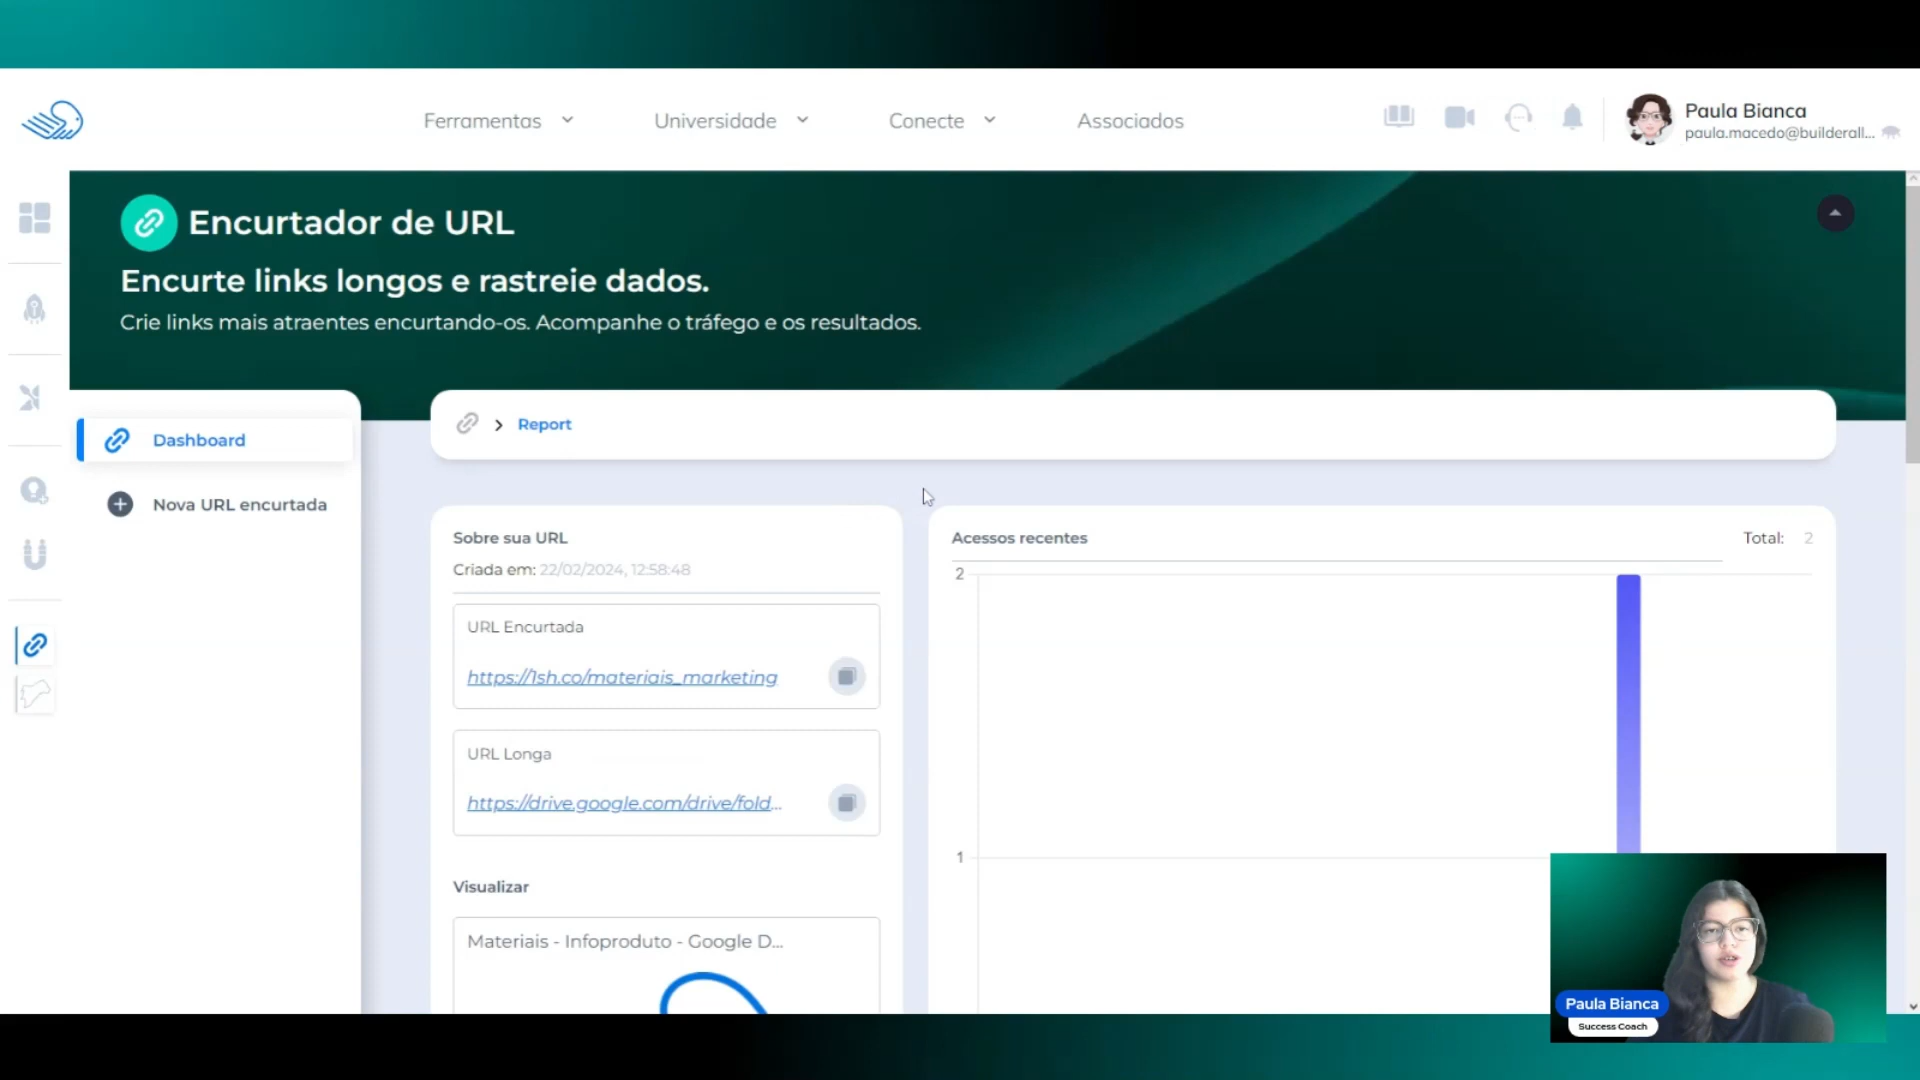 Ferramentas
Universidade
Conecte
Associados
Paula Bianca
paula.macedo@builderall...
Encurtador de URL
Encurte links longos e rastreie dados.
Crie links mais atraentes encurtando-os. Acompanhe o tráfego e os resultados.
Dashboard
Nova URL encurtada
Report
Sobre sua URL
Criada em: 22/02/2024, 12:58:48
URL Encurtada
https://1sh.co/materiais_marketing
URL Longa
https://drive.google.com/drive/fold...
Visualizar
Materiais - Infoproduto - Google D...
Acessos recentes
Total: 2
2
1
Paula Bianca
Success Coach